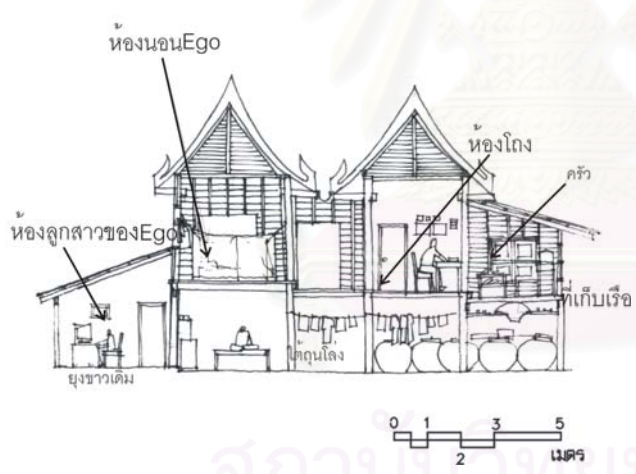 ห้องนอนEgo
ห้องโถง
ครัว
ห้องลูกสาวของEgo
ที่เก็บเรือ
ใต้ถุนโล่ง
ยุงขาวเดิม
0 1 3 5
2
เมตร